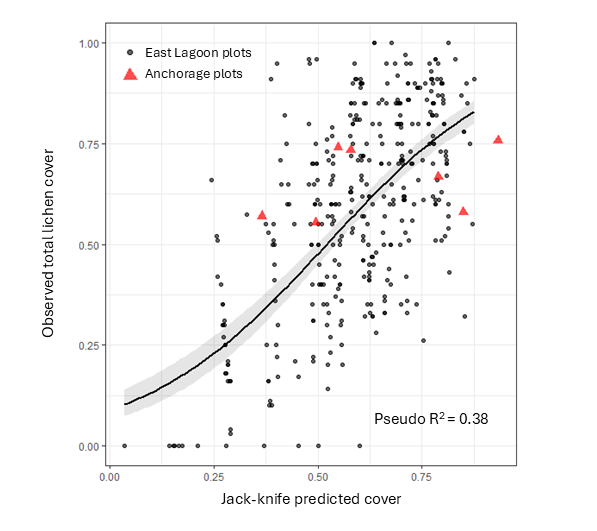 Observed total lichen cover
1.00
0.75
0.50
0.25
0.00
East Lagoon plots
Anchorage plots
Pseudo R² = 0.38
0.00 0.25 0.50 0.75
Jack-knife predicted cover